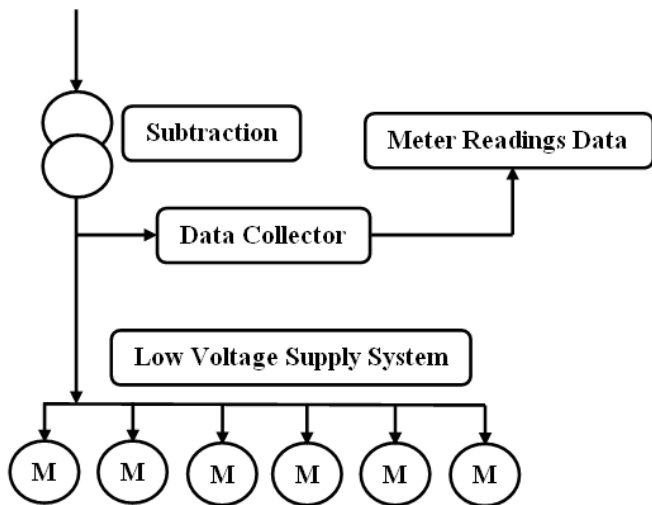 Subtraction
Meter Readings Data
Data Collector
Low Voltage Supply System
M M M M M M